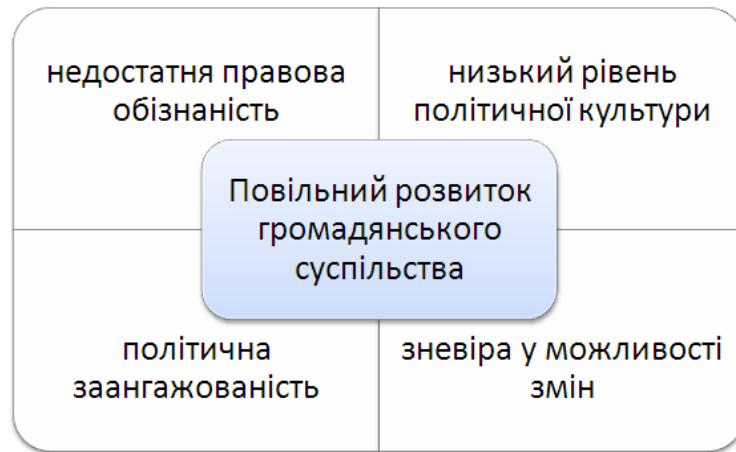 недостатня правова
обізнаність
низький рівень
політичної культури
Повільний розвиток
громадянського
суспільства
політична
заангажованість
зневіра у можливості
змін